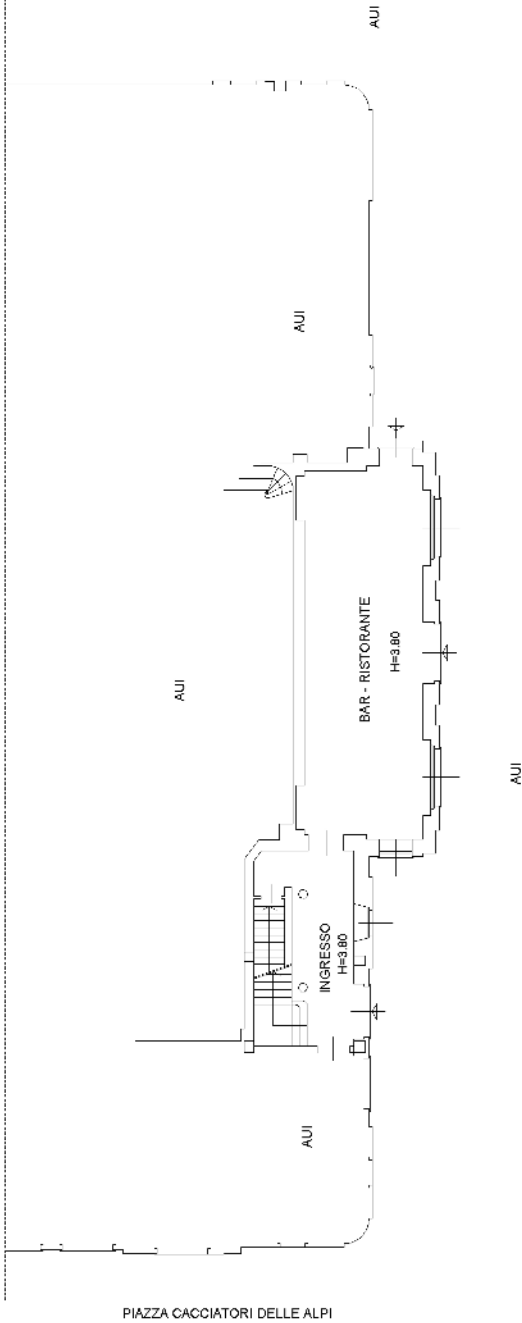 AUI
AUI
BAR - RISTORANTE
H=3.80
AUI
AUI
INGRESSO
H=3.80
AUI
PIAZZA CACCIATORI DELLE ALPI